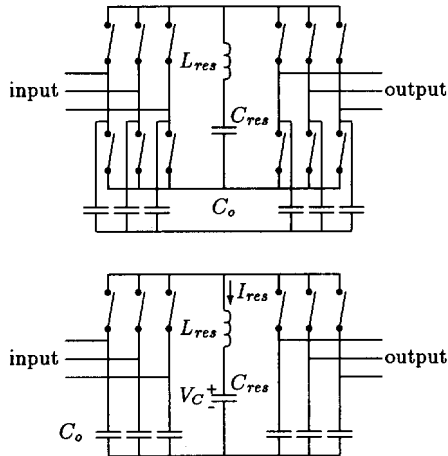 L_res
input
output
C_res
C_o
I_res
L_res
input
output
V_C + -
C_res
C_o